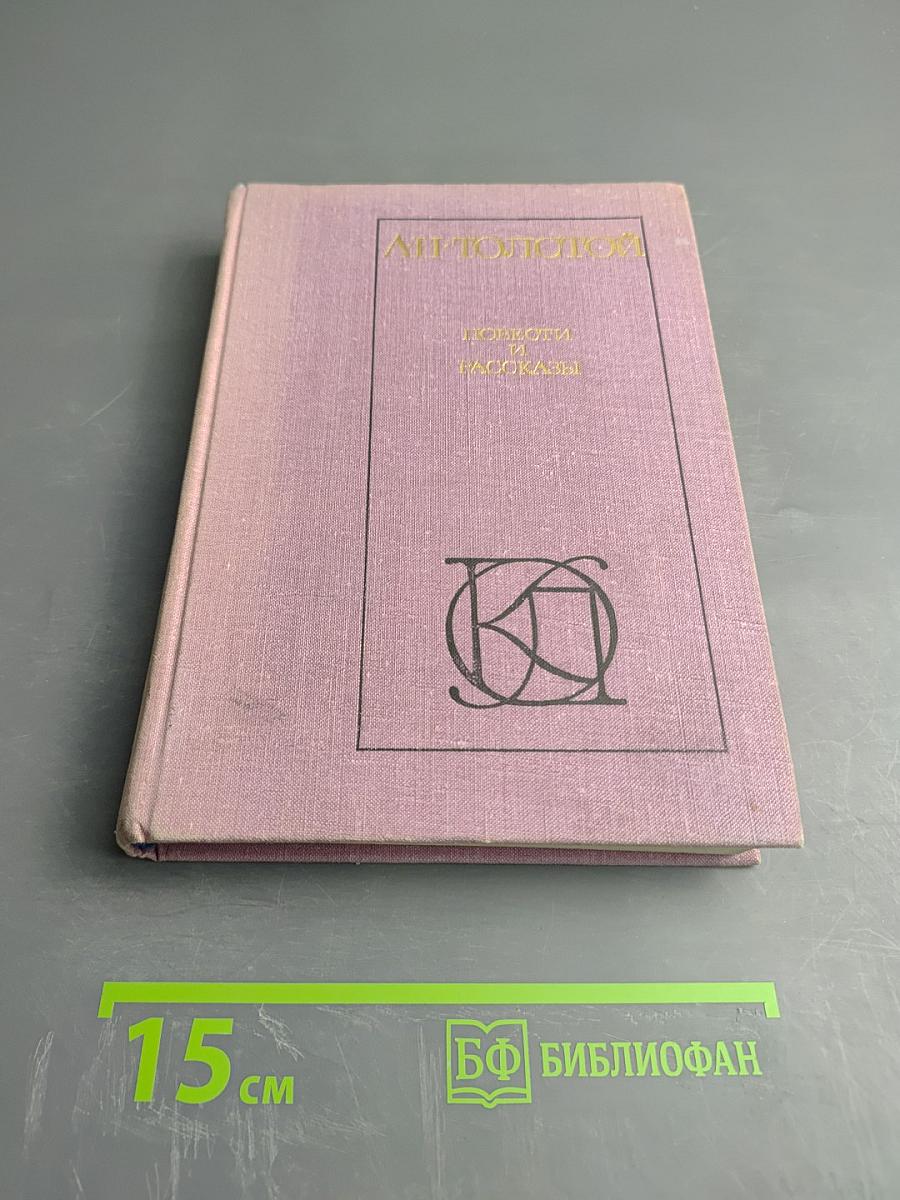 Л·Н·ТОЛСТОЙ
ПОВЕСТИ
И
РАССКАЗЫ
15 см
БФ БИБЛИОФАН